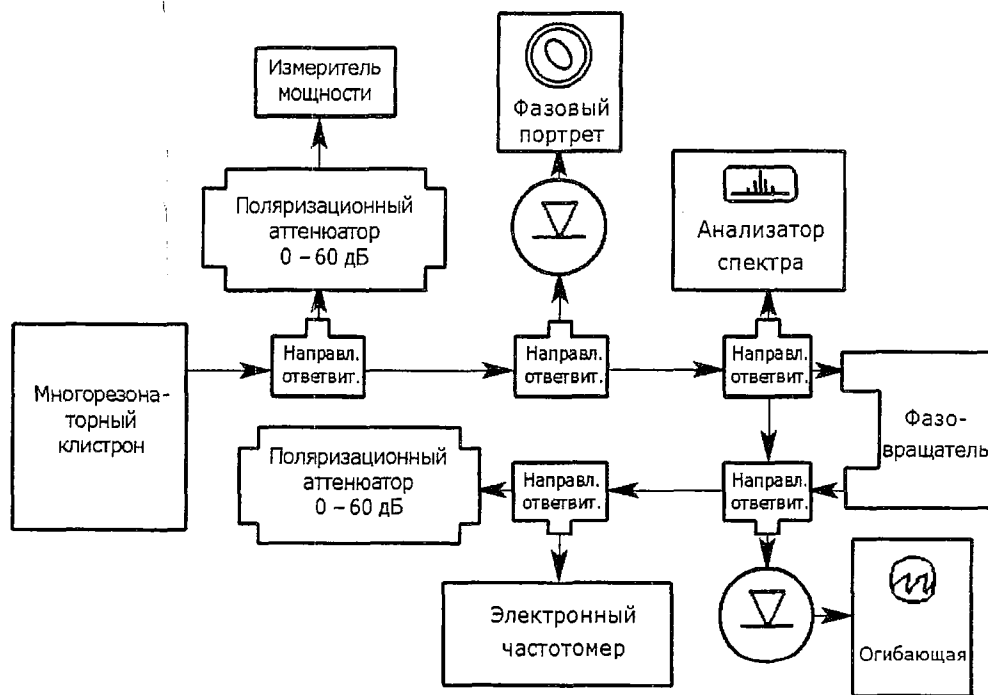 Измеритель
мощности
Фазовый
портрет
Поляризационный
аттенюатор
0 – 60 дБ
Анализатор
спектра
Многорезона-
торный
клистрон
Направл.
ответвит.
Направл.
ответвит.
Направл.
ответвит.
Фазо-
вращатель
Поляризационный
аттенюатор
0 – 60 дБ
Направл.
ответвит.
Направл.
ответвит.
Электронный
частотомер
Огибающая